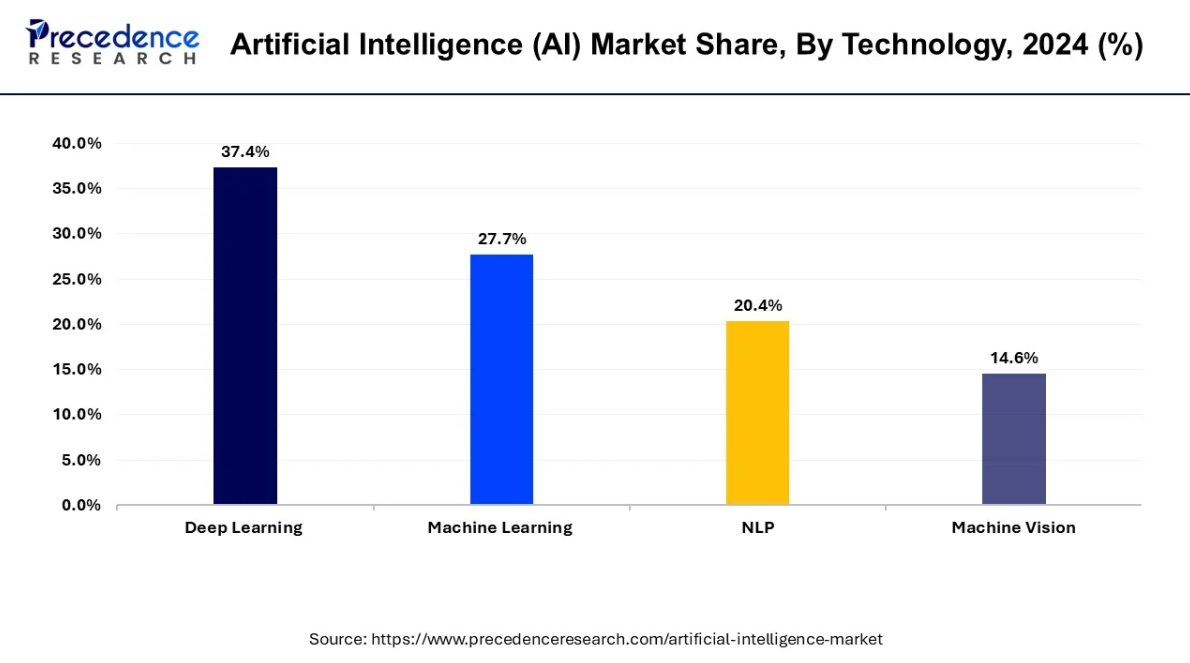 Precedence
RESEARCH
Artificial Intelligence (AI) Market Share, By Technology, 2024 (%)
40.0%
35.0%
30.0%
25.0%
20.0%
15.0%
10.0%
5.0%
0.0%
37.4%
27.7%
20.4%
14.6%
Deep Learning
Machine Learning
NLP
Machine Vision
Source: https://www.precedenceresearch.com/artificial-intelligence-market